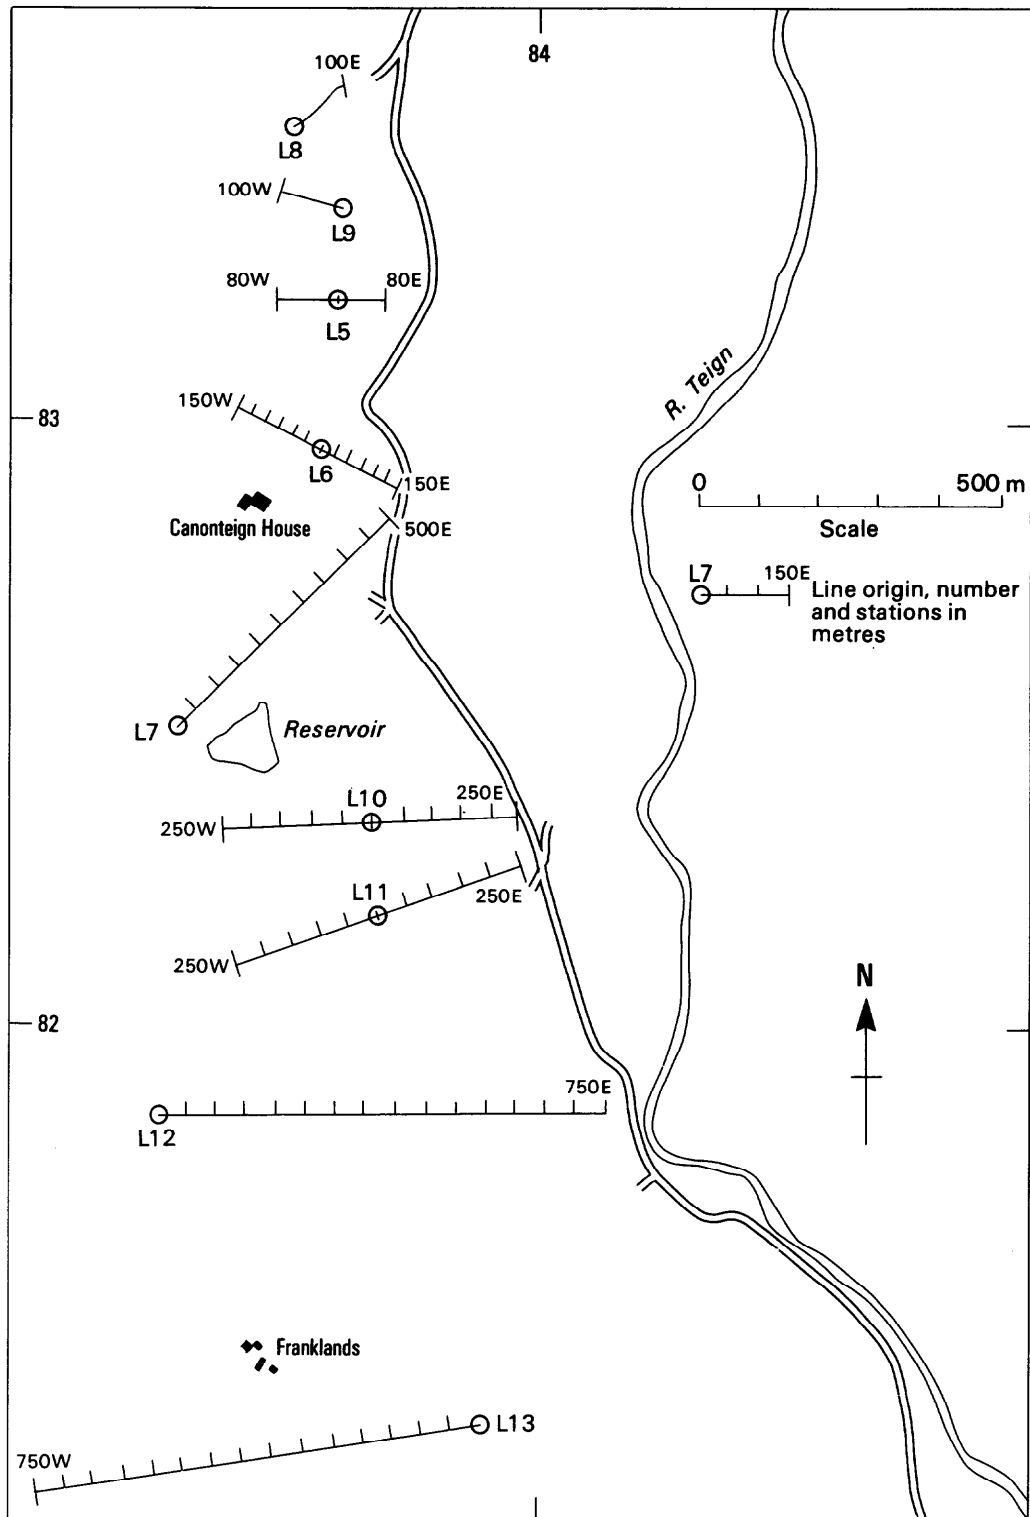 84
100E
L8
100W
L9
80W
80E
L5
R. Teign
150W
83
L6
150E
0
500 m
Scale
Canonteign House
500E
L7
150E
Line origin, number
and stations in
metres
L7
Reservoir
L10
250E
250W
L11
250E
250W
N
82
750E
L12
Franklands
L13
750W